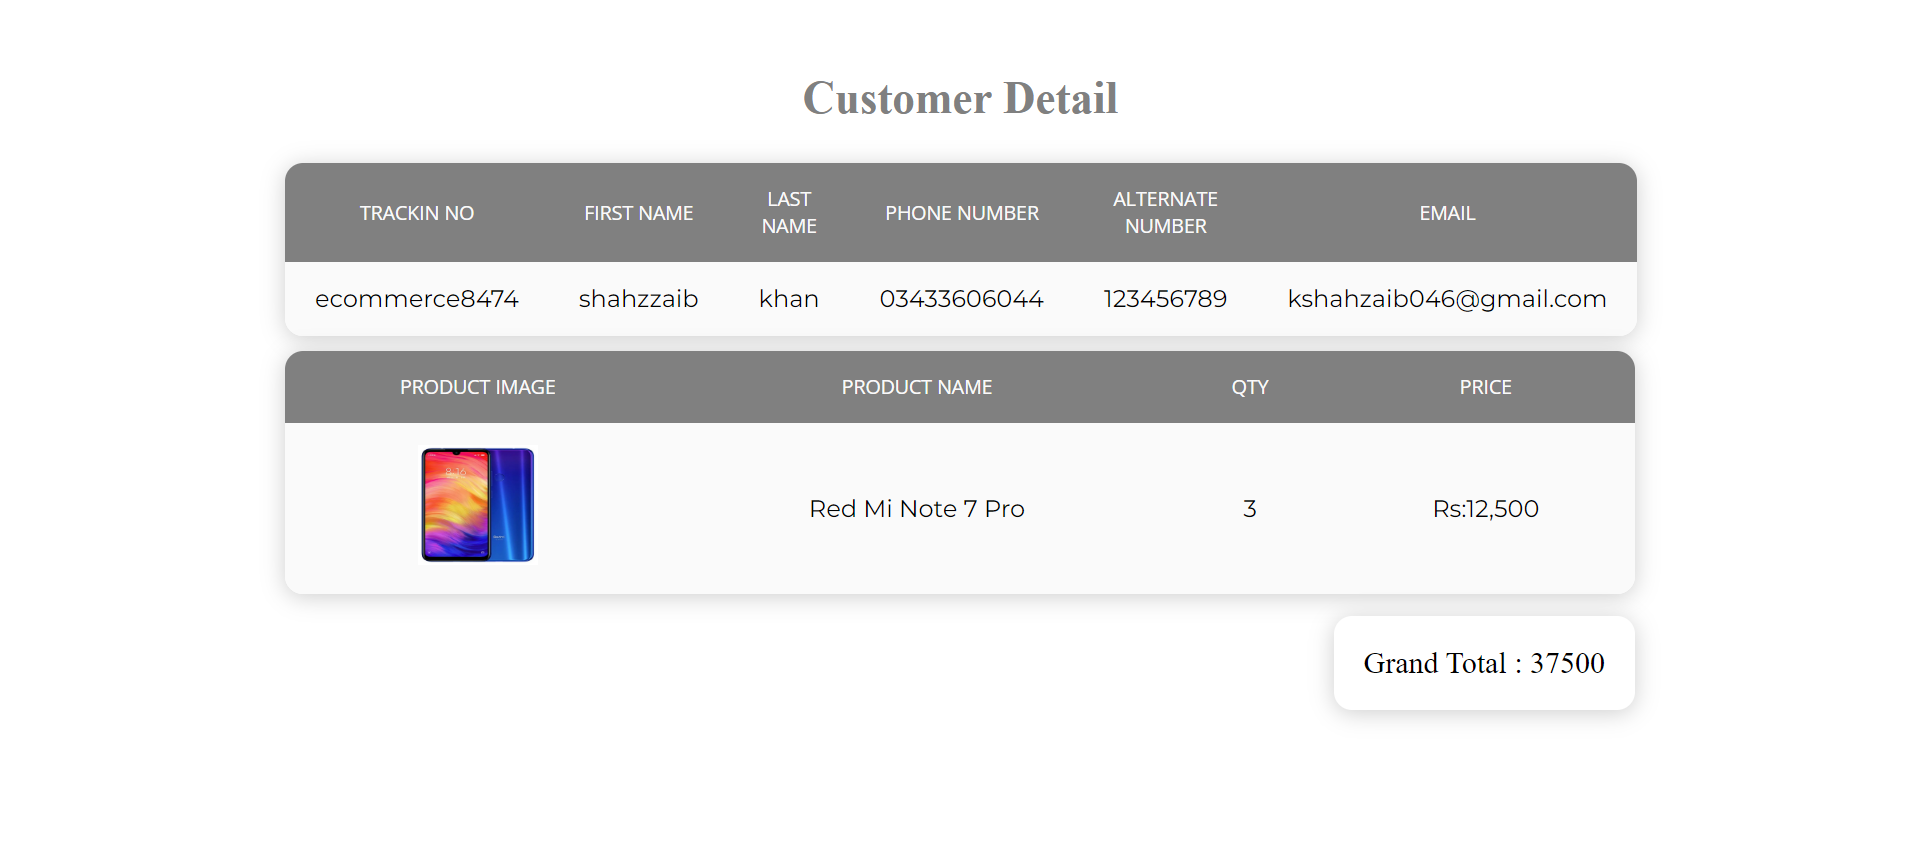 Customer Detail
TRACKIN NO FIRST NAME LAST NAME PHONE NUMBER ALTERNATE NUMBER EMAIL
ecommerce8474 shahzzaib khan 03433606044 123456789 kshahzaib046@gmail.com
PRODUCT IMAGE PRODUCT NAME QTY PRICE
Red Mi Note 7 Pro 3 Rs:12,500
Grand Total : 37500